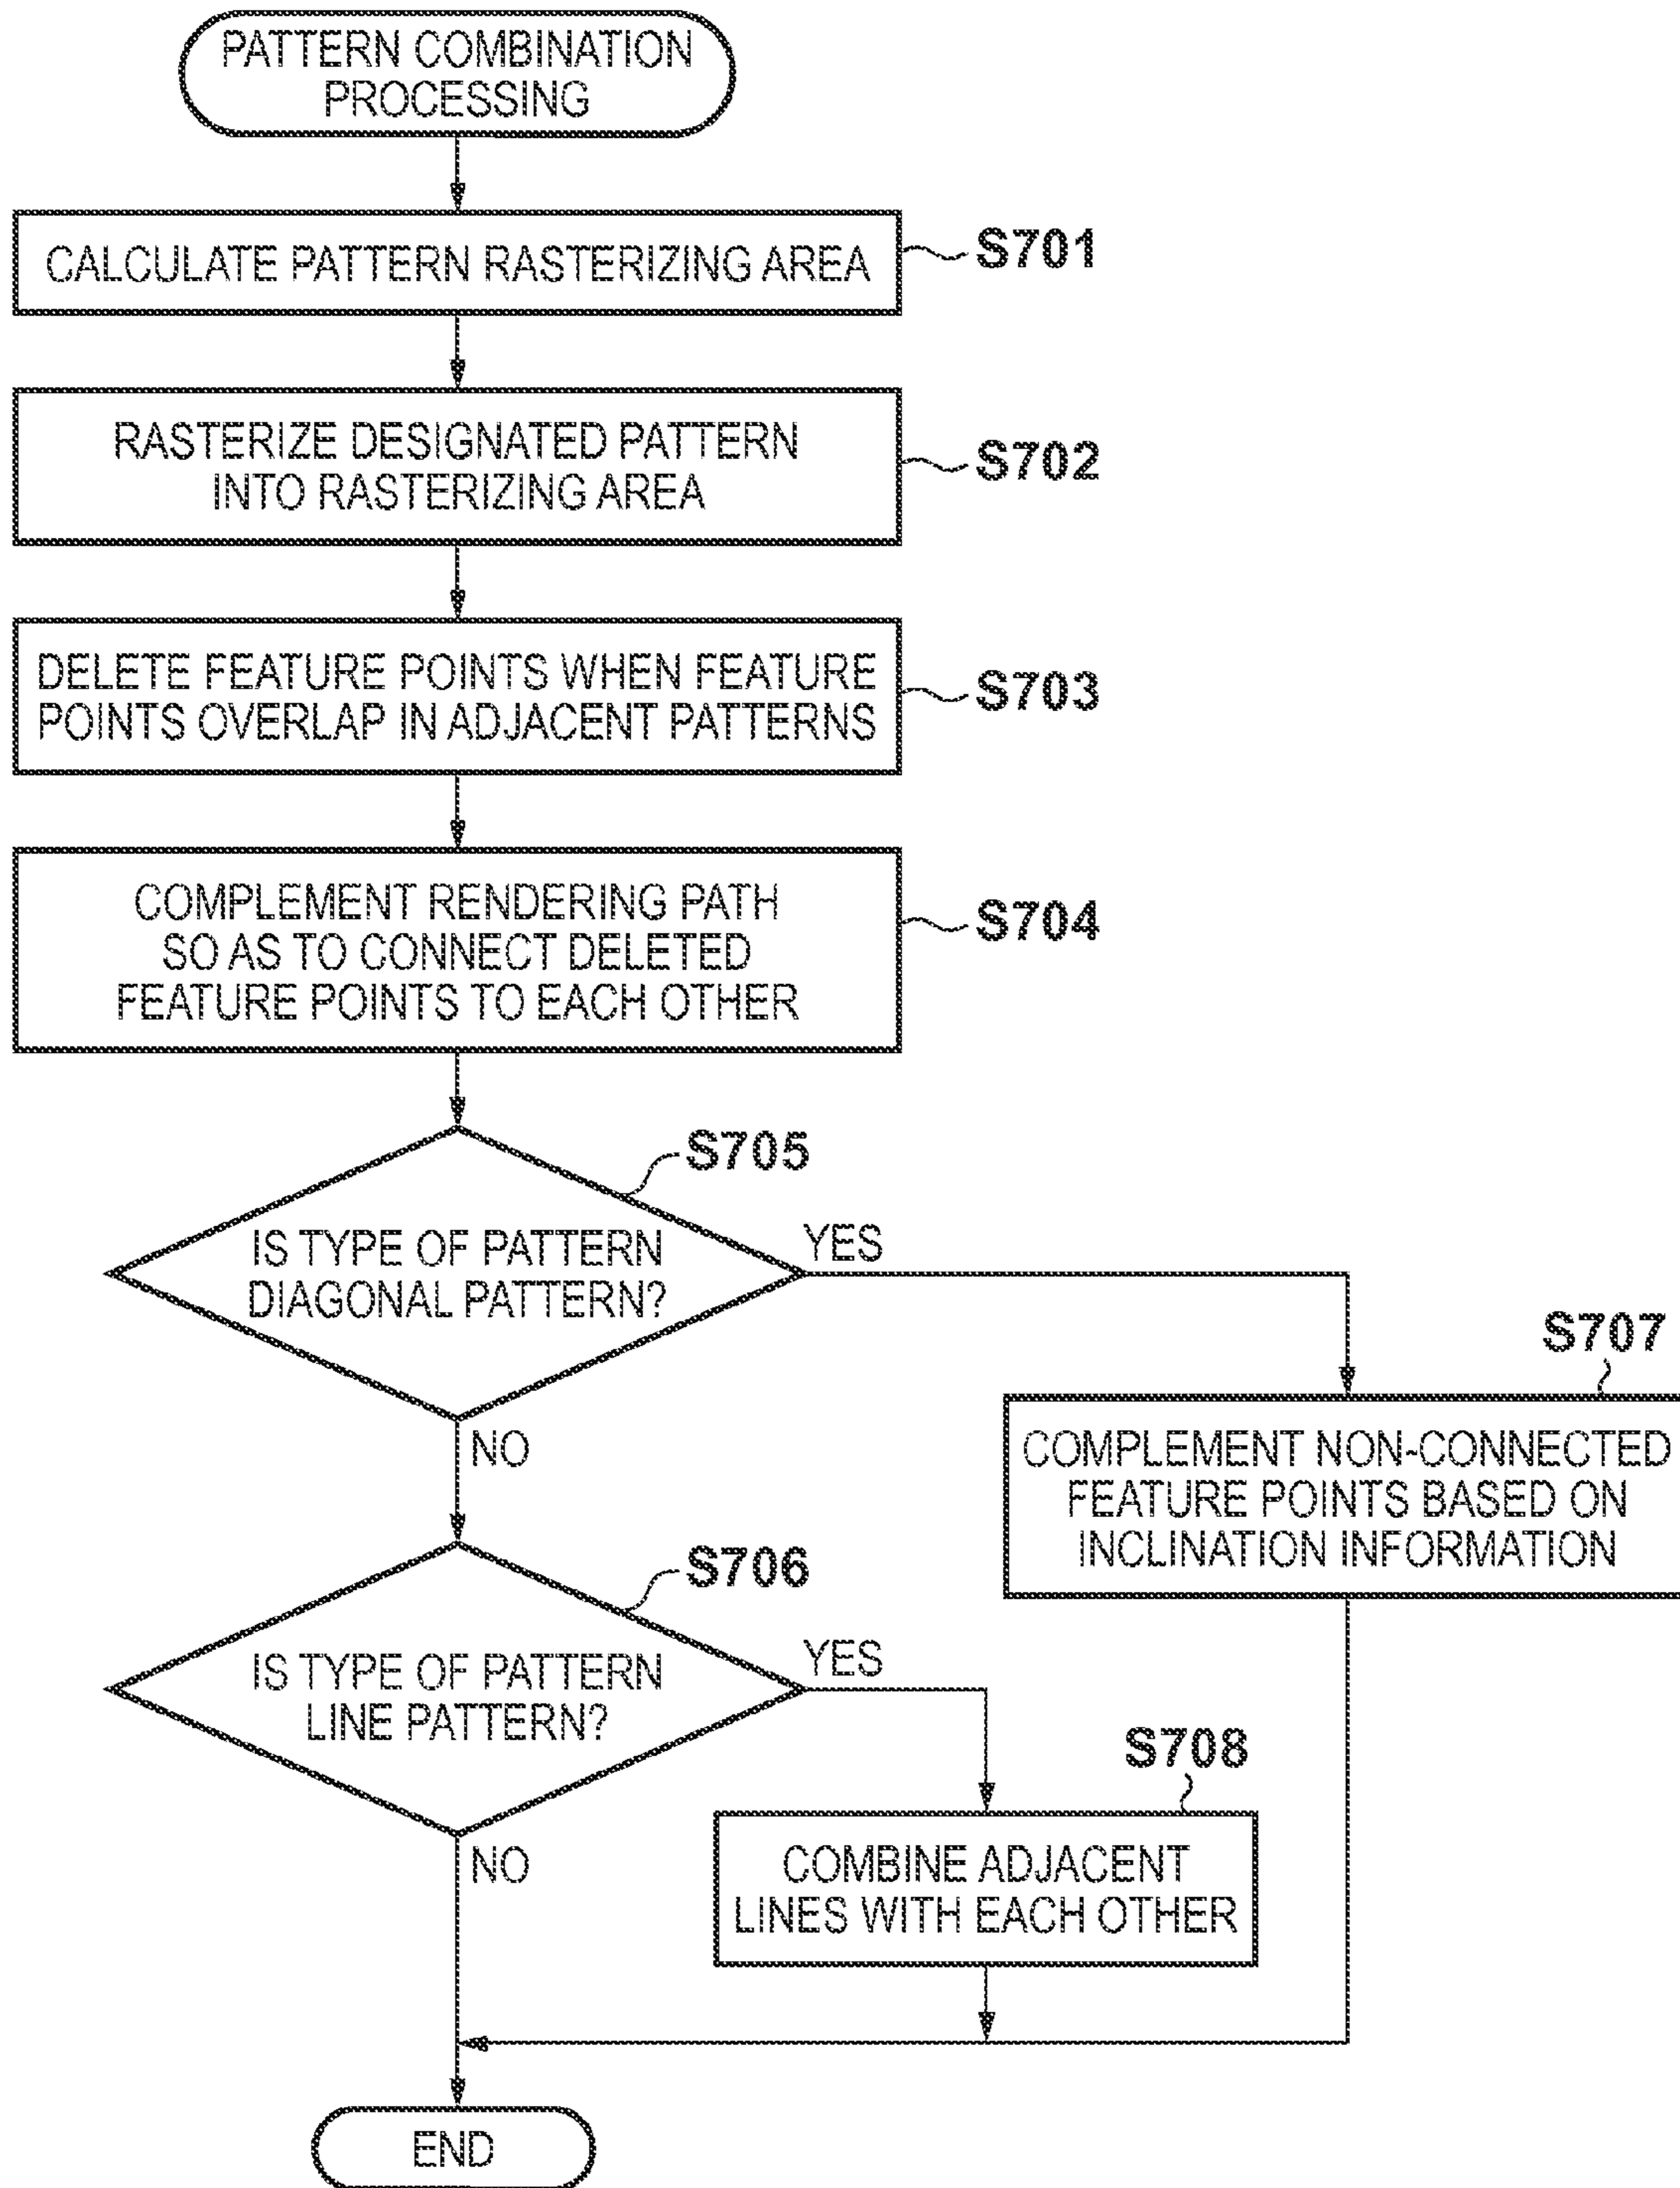 PATTERN COMBINATION
PROCESSING
CALCULATE PATTERN RASTERIZING AREA
S701
RASTERIZE DESIGNATED PATTERN
INTO RASTERIZING AREA
S702
DELETE FEATURE POINTS WHEN FEATURE
POINTS OVERLAP IN ADJACENT PATTERNS
S703
COMPLEMENT RENDERING PATH
SO AS TO CONNECT DELETED
FEATURE POINTS TO EACH OTHER
S704
S705
IS TYPE OF PATTERN
DIAGONAL PATTERN?
YES
NO
S707
COMPLEMENT NON-CONNECTED
FEATURE POINTS BASED ON
INCLINATION INFORMATION
S706
IS TYPE OF PATTERN
LINE PATTERN?
YES
NO
S708
COMBINE ADJACENT
LINES WITH EACH OTHER
END